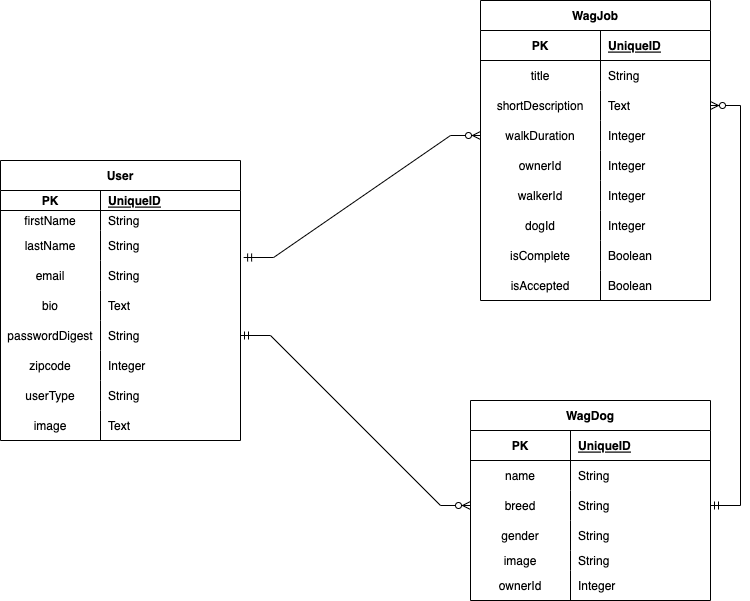 WagJob
PK UniqueID
title String
shortDescription Text
walkDuration Integer
ownerId Integer
walkerId Integer
dogId Integer
isComplete Boolean
isAccepted Boolean
User
PK UniqueID
firstName String
lastName String
email String
bio Text
passwordDigest String
zipcode Integer
userType String
image Text
WagDog
PK UniqueID
name String
breed String
gender String
image String
ownerId Integer